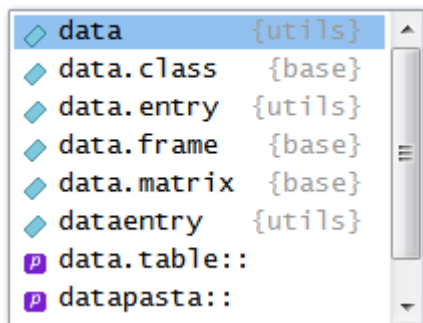 data {utils}
data.class {base}
data.entry {utils}
data.frame {base}
data.matrix {base}
dataentry {utils}
p data.table::
p datapasta::